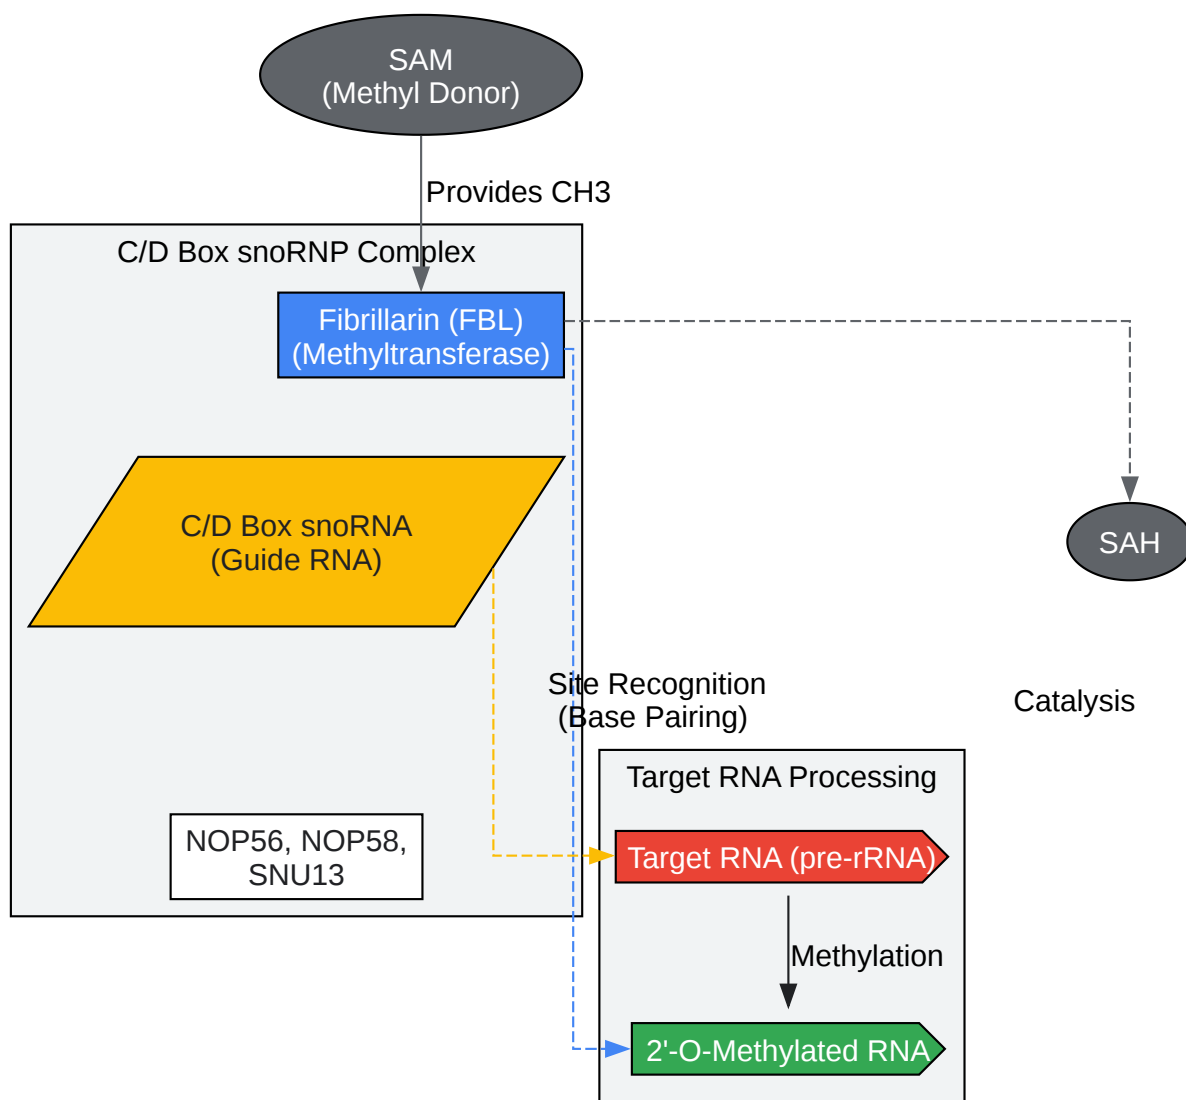 SAM
(Methyl Donor)
Provides CH3
C/D Box snoRNP Complex
Fibrillarin (FBL)
(Methyltransferase)
C/D Box snoRNA
(Guide RNA)
SAH
Site Recognition
(Base Pairing)
Catalysis
Target RNA Processing
NOP56, NOP58,
SNU13
Target RNA (pre-rRNA)
Methylation
2'-O-Methylated RNA